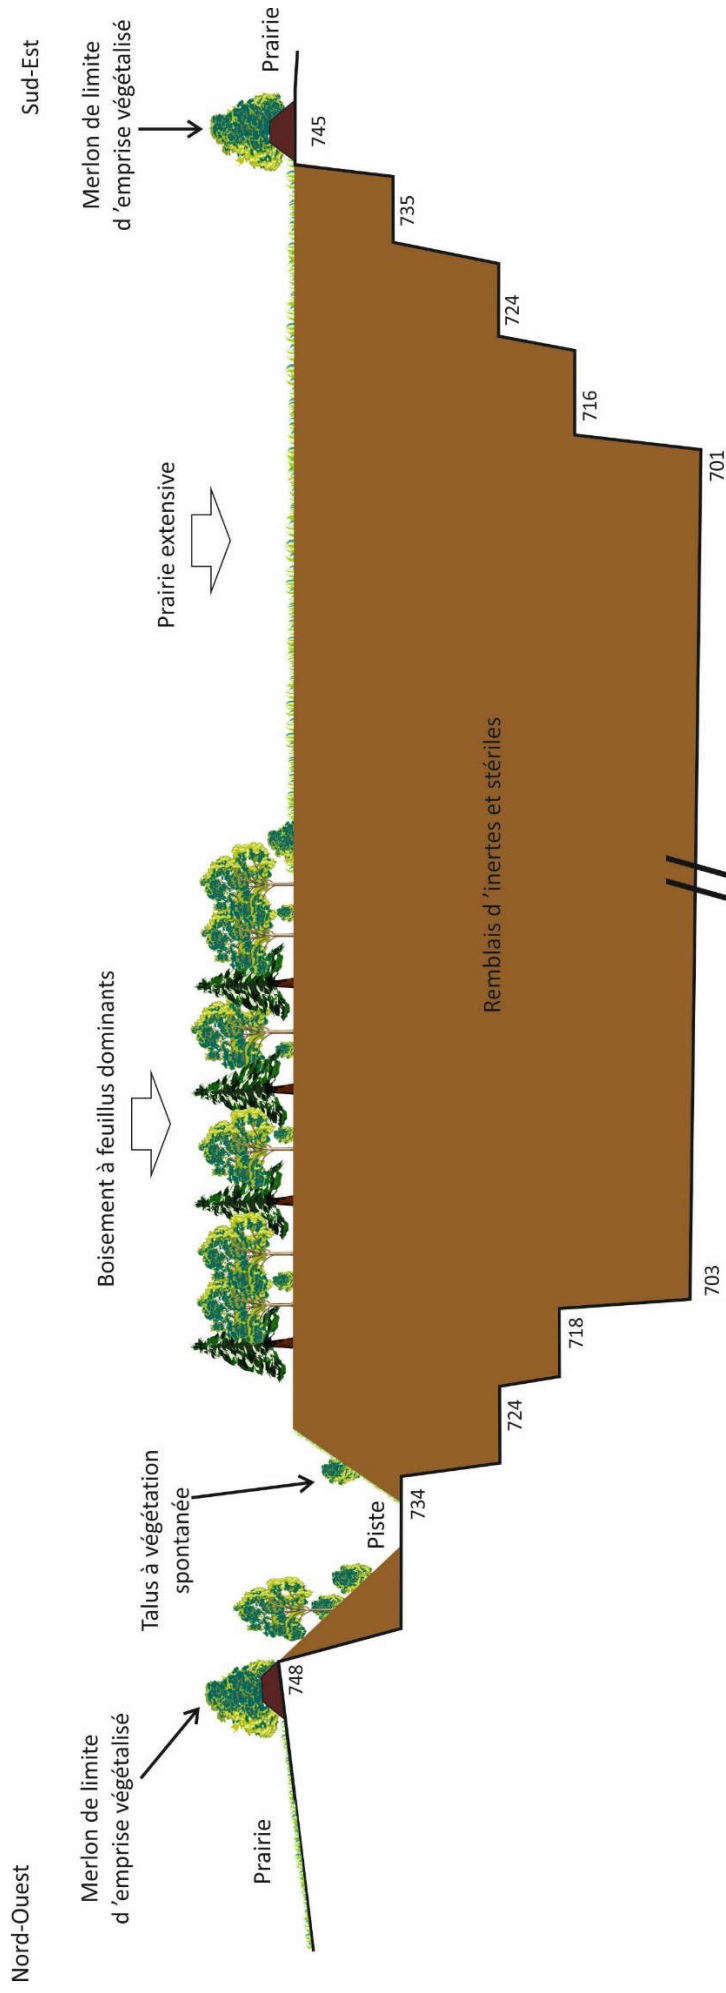 Nord-Ouest
Sud-Est
Merlon de limite
d 'emprise végétalisé
Talus à végétation
spontanée
Boisement à feuillus dominants
Prairie extensive
Merlon de limite
d 'emprise végétalisé
Prairie
748
Piste
734
724
718
703
Remblais d 'inertes et stériles
701
716
724
735
745
Prairie